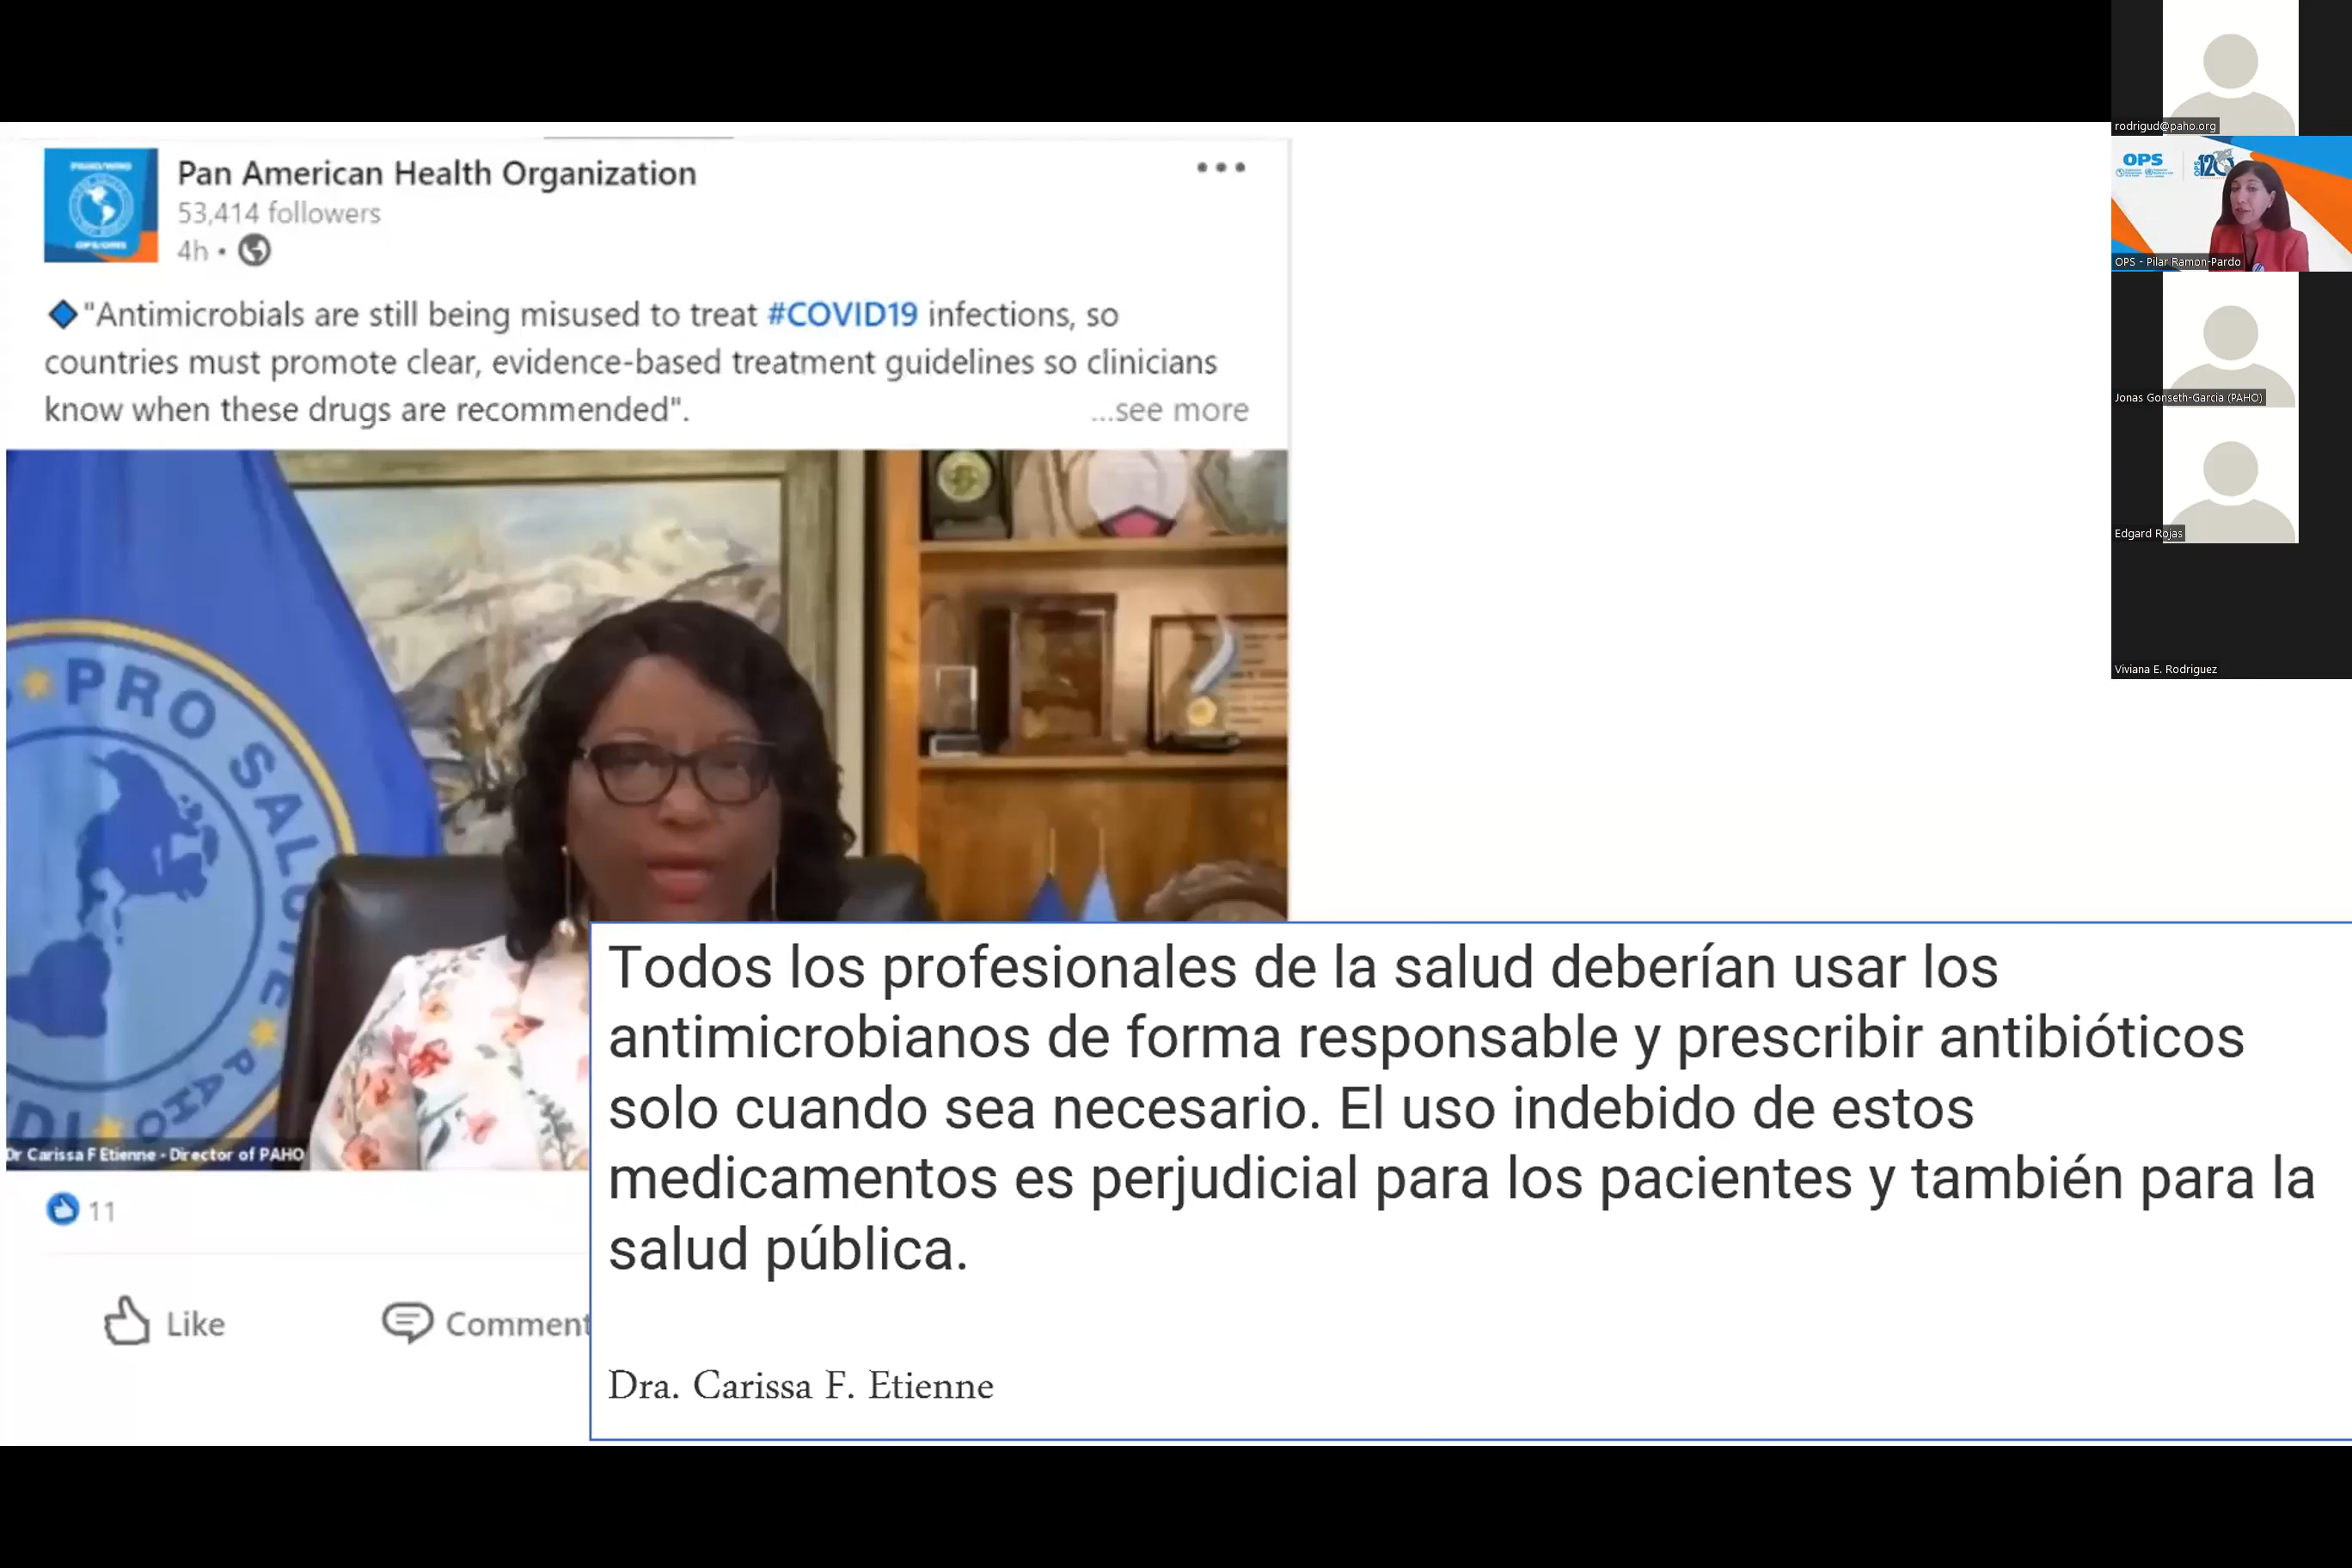 Pan American Health Organization
53,414 followers
4h •
"Antimicrobials are still being misused to treat #COVID19 infections, so
countries must promote clear, evidence-based treatment guidelines so clinicians
know when these drugs are recommended".
...see more
PRO SALUTE
PAHO
Dr Carissa F Etienne - Director of PAHO
11
Like
Comment
Todos los profesionales de la salud deberían usar los
antimicrobianos de forma responsable y prescribir antibióticos
solo cuando sea necesario. El uso indebido de estos
medicamentos es perjudicial para los pacientes y también para la
salud pública.
Dra. Carissa F. Etienne
rodrigud@paho.org
OPS
OPS - Pilar Ramon-Pardo
Jonas Gonseth-Garcia (PAHO)
Edgard Rojas
Viviana E. Rodriguez